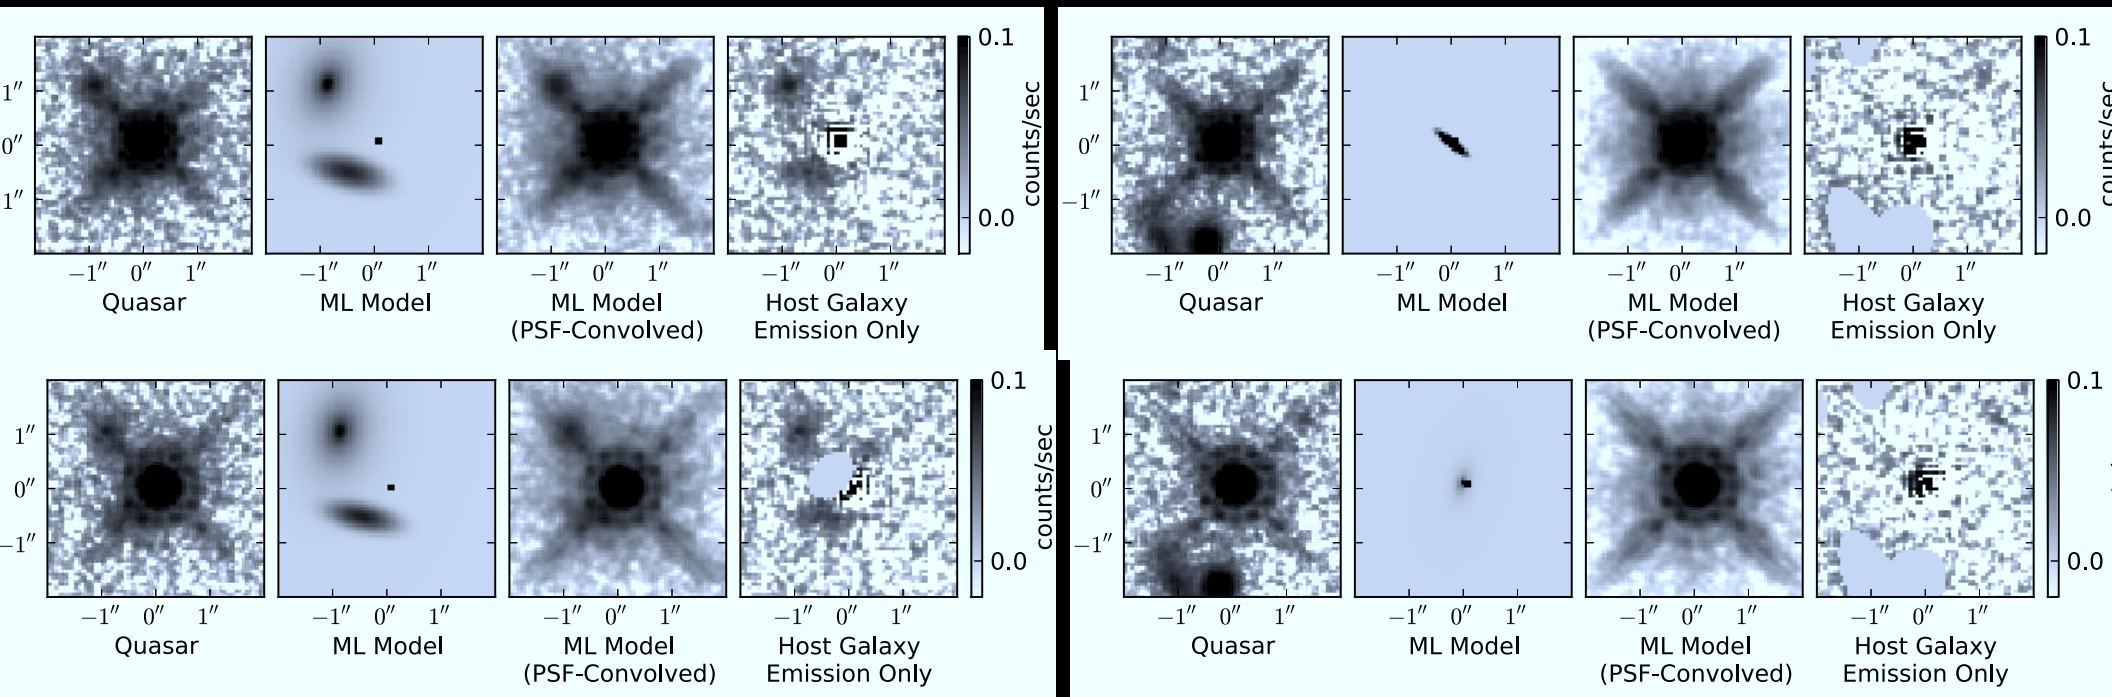 0.1
1″
0″
1″
0.0
counts/sec
−1″ 0″ 1″ −1″ 0″ 1″ −1″ 0″ 1″ −1″ 0″ 1″
Quasar ML Model ML Model Host Galaxy
(PSF-Convolved) Emission Only
0.1
1″
0″
−1″
0.0
counts/sec
−1″ 0″ 1″ −1″ 0″ 1″ −1″ 0″ 1″ −1″ 0″ 1″
Quasar ML Model ML Model Host Galaxy
(PSF-Convolved) Emission Only
0.1
1″
0″
−1″
0.0
counts/sec
−1″ 0″ 1″ −1″ 0″ 1″ −1″ 0″ 1″ −1″ 0″ 1″
Quasar ML Model ML Model Host Galaxy
(PSF-Convolved) Emission Only
0.1
1″
0″
−1″
0.0
−1″ 0″ 1″ −1″ 0″ 1″ −1″ 0″ 1″ −1″ 0″ 1″
Quasar ML Model ML Model Host Galaxy
(PSF-Convolved) Emission Only